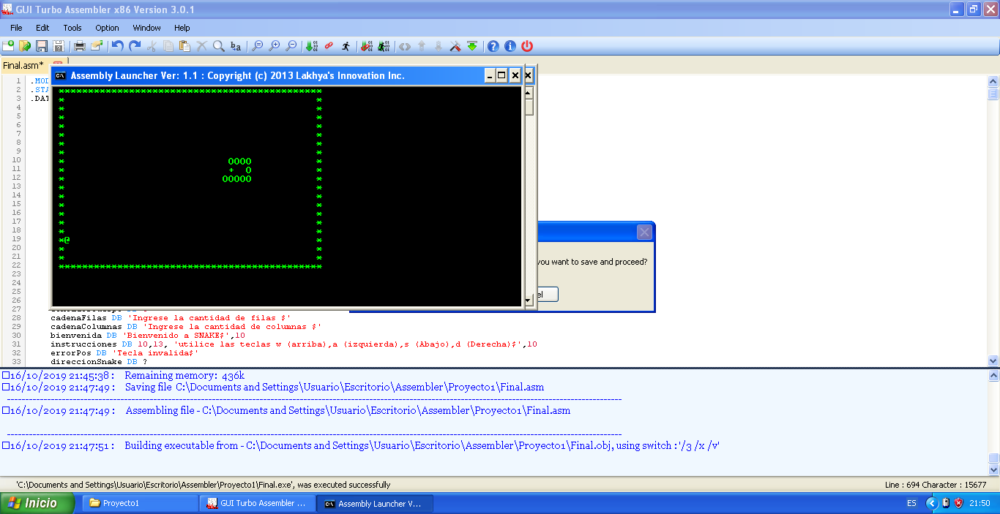 GUI Turbo Assembler x86 Version 3.0.1
File Edit Tools Option Window Help
Final.asm*
Assembly Launcher Ver: 1.1 : Copyright (c) 2013 Lakhya's Innovation Inc.
1 .MOD
2 .STA
3 .DAT
4
5
6
7
8
9
10
11
12
13
14
15
16
17
18
19
20
21
22
23
24
25
26
27
*********************************************
* *
* *
* *
* *
* *
* *
* *
* OOOO *
* + O *
* OOOOO *
* *
* *
* *
* *
* *
* *
*@ *
* *
* *
*********************************************
you want to save and proceed?
28 cadenaFilas DB 'Ingrese la cantidad de filas $'
29 cadenaColumnas DB 'Ingrese la cantidad de columnas $'
30 bienvenida DB 'Bienvenido a SNAKE$',10
31 instrucciones DB 10,13, 'utilice las teclas w (arriba),a (izquierda),s (Abajo),d (Derecha)$',10
32 errorPos DB 'Tecla invalida$'
33 direccionSnake DB ?
16/10/2019 21:45:38 : Remaining memory: 436k
16/10/2019 21:47:49 : Saving file C:\Documents and Settings\Usuario\Escritorio\Assembler\Proyecto1\Final.asm
16/10/2019 21:47:49 : Assembling file - C:\Documents and Settings\Usuario\Escritorio\Assembler\Proyecto1\Final.asm
16/10/2019 21:47:51 : Building executable from - C:\Documents and Settings\Usuario\Escritorio\Assembler\Proyecto1\Final.obj, using switch :'/3 /x /v'
'C:\Documents and Settings\Usuario\Escritorio\Assembler\Proyecto1\Final.exe', was executed successfully
Line : 694 Character : 15677
Inicio Proyecto1 GUI Turbo Assembler ... Assembly Launcher V... ES 21:50